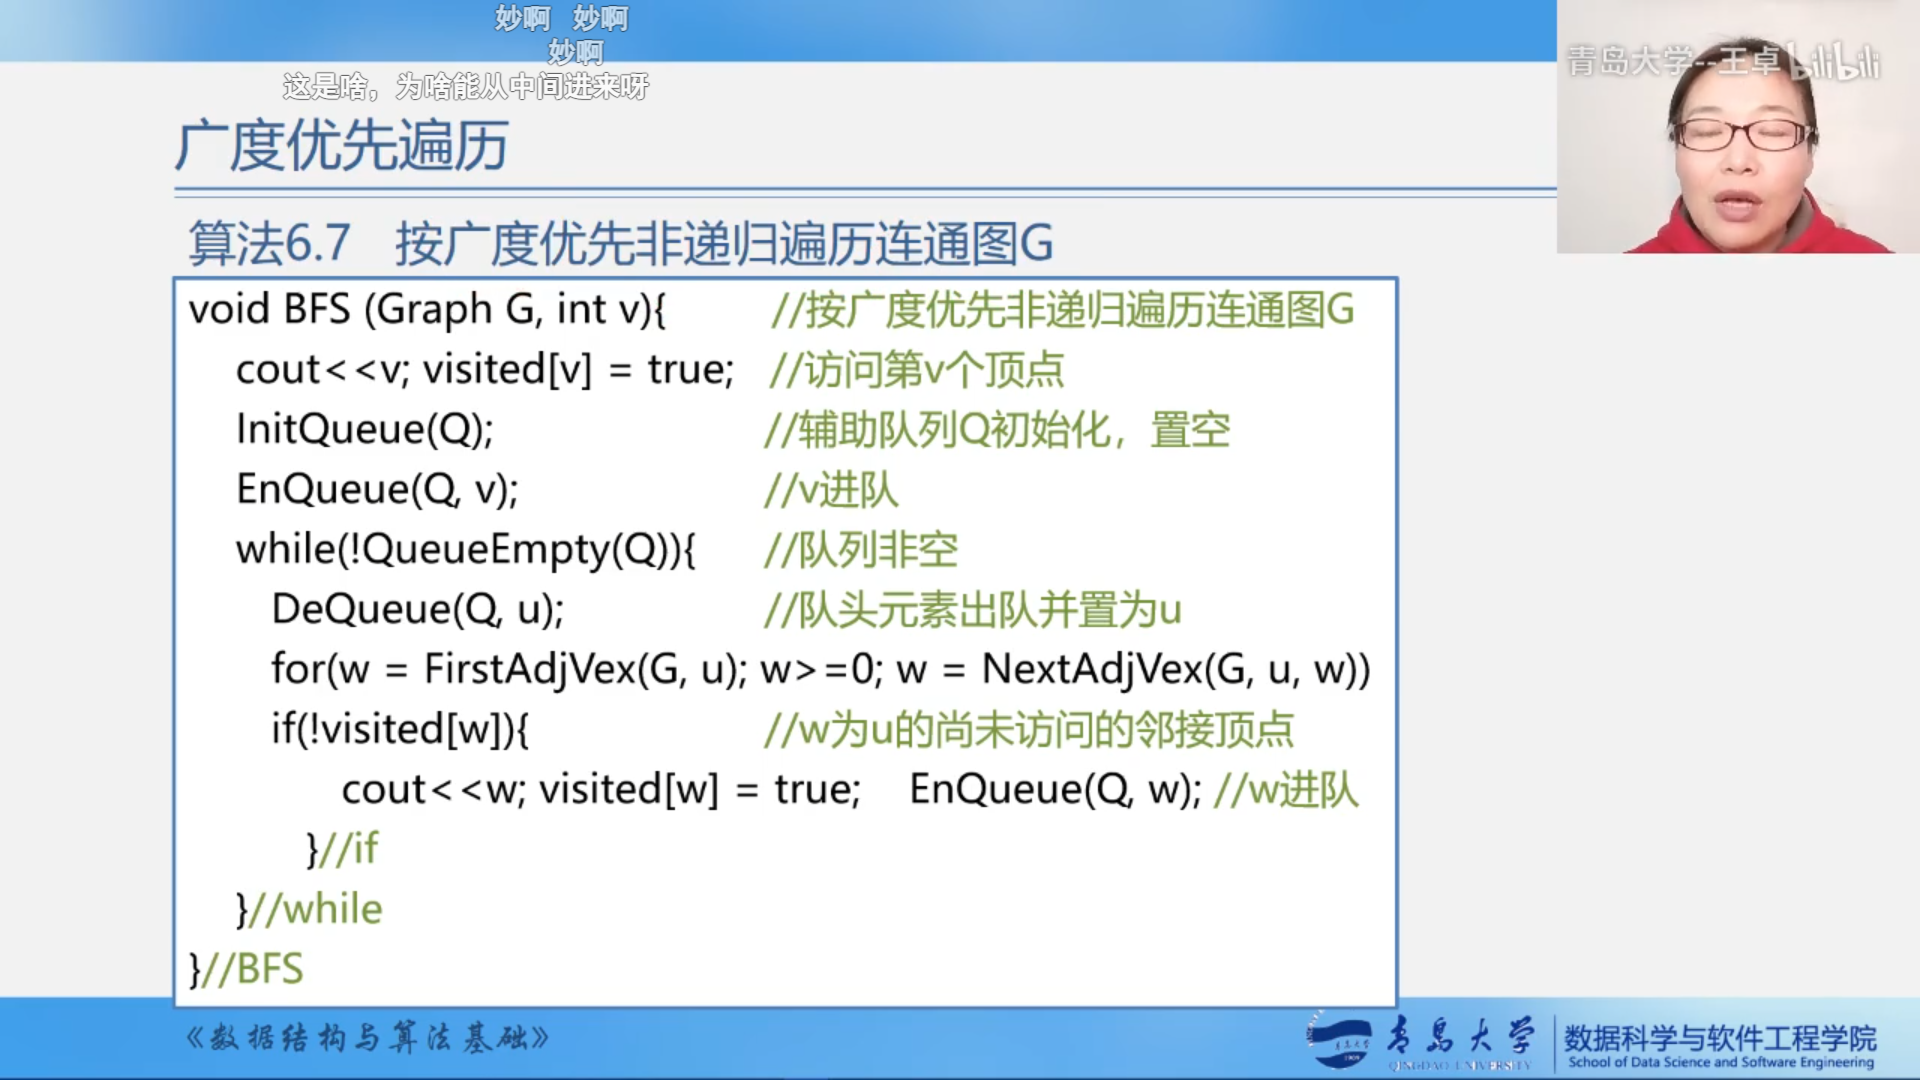 妙啊 妙啊
妙啊
这是啥，为啥能从中间进来呀
青岛大学--王卓 bilibili
广度优先遍历
算法6.7 按广度优先非递归遍历连通图G
void BFS (Graph G, int v){ //按广度优先非递归遍历连通图G
cout<<v; visited[v] = true; //访问第v个顶点
InitQueue(Q); //辅助队列Q初始化，置空
EnQueue(Q, v); //v进队
while(!QueueEmpty(Q)){ //队列非空
DeQueue(Q, u); //队头元素出队并置为u
for(w = FirstAdjVex(G, u); w>=0; w = NextAdjVex(G, u, w))
if(!visited[w]){ //w为u的尚未访问的邻接顶点
cout<<w; visited[w] = true; EnQueue(Q, w); //w进队
}//if
}//while
}//BFS
《数据结构与算法基础》
青岛大学
QINGDAO UNIVERSITY
数据科学与软件工程学院
School of Data Science and Software Engineering